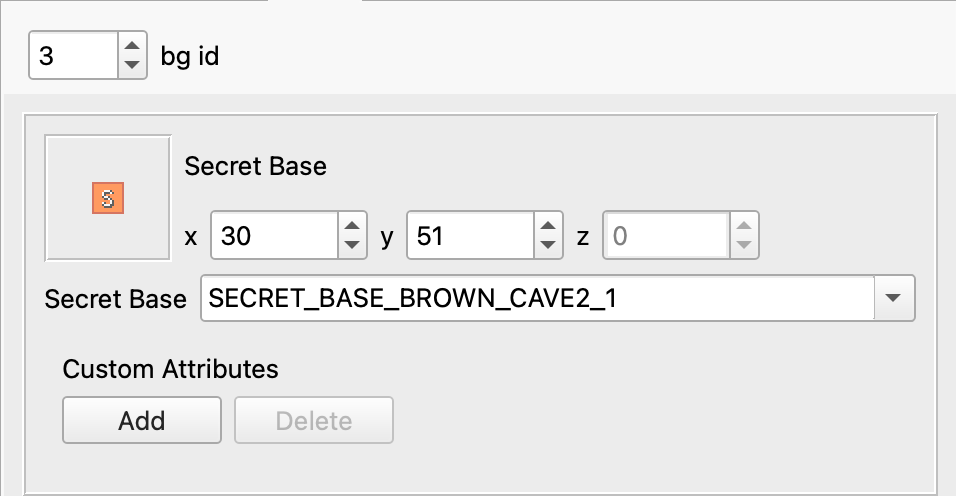 3 bg id
S
Secret Base
x 30 y 51 z 0
Secret Base SECRET_BASE_BROWN_CAVE2_1
Custom Attributes
Add Delete